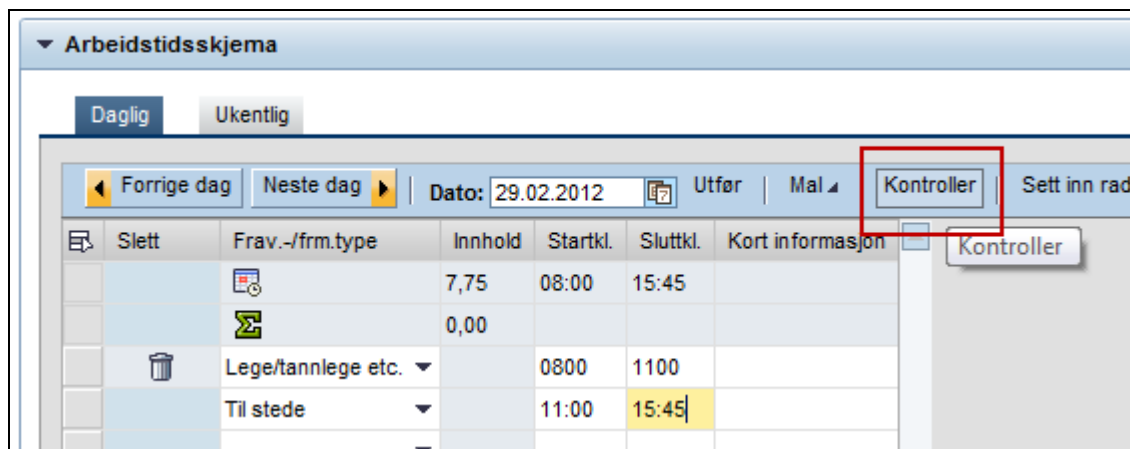 Arbeidstidsskjema
Daglig Ukentlig
Forrige dag Neste dag | Dato: 29.02.2012 Utfør | Mal Kontroller | Sett inn rad
Slett Frav.-/frm.type Innhold Startkl. Sluttkl. Kort informasjon Kontroller
7,75 08:00 15:45
Σ 0,00
Lege/tannlege etc. 0800 1100
Til stede 11:00 15:45